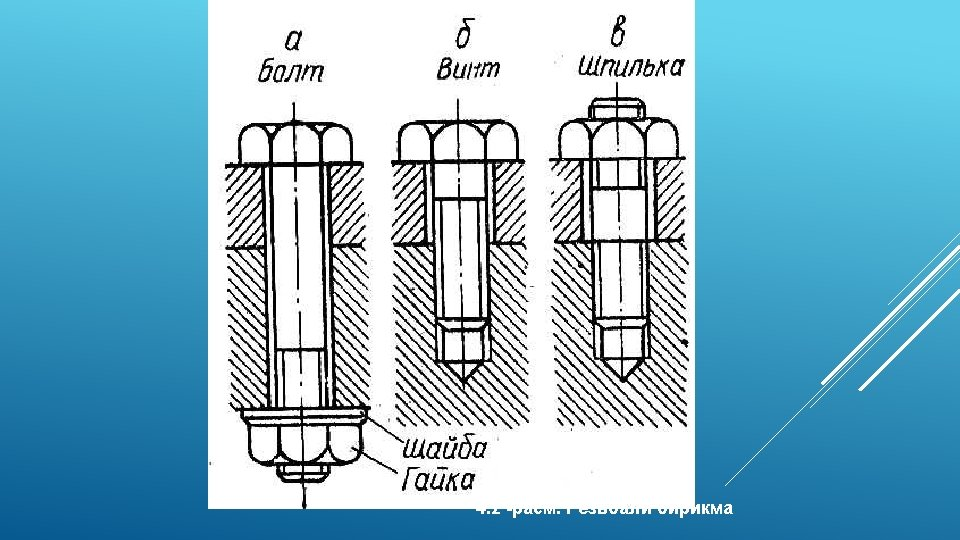 а б в
болт Винт Шпилька
Шайба
Гайка
4.2 -расм. Резьбали бирикма